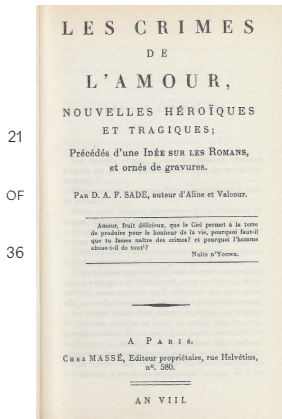 LES CRIMES
DE
L'AMOUR,
NOUVELLES HÉROÏQUES
ET TRAGIQUES;
Précédés d'une IDÉE SUR LES ROMANS,
et ornés de gravures.
PAR D. A. F. SADE, auteur d'Aline et Valcour.
Amour, fruit délicieux, que le Ciel permet à la terre
de produire pour le bonheur de la vie, pourquoi faut-il
que tu fasses naître des crimes? et pourquoi l'homme
abuse-t-il de tout?
Nuits d'YOUNG.
A PARIS.
CHEZ MASSÉ, Editeur propriétaire, rue Helvétius,
n°. 580.
AN VIII.
21
OF
36